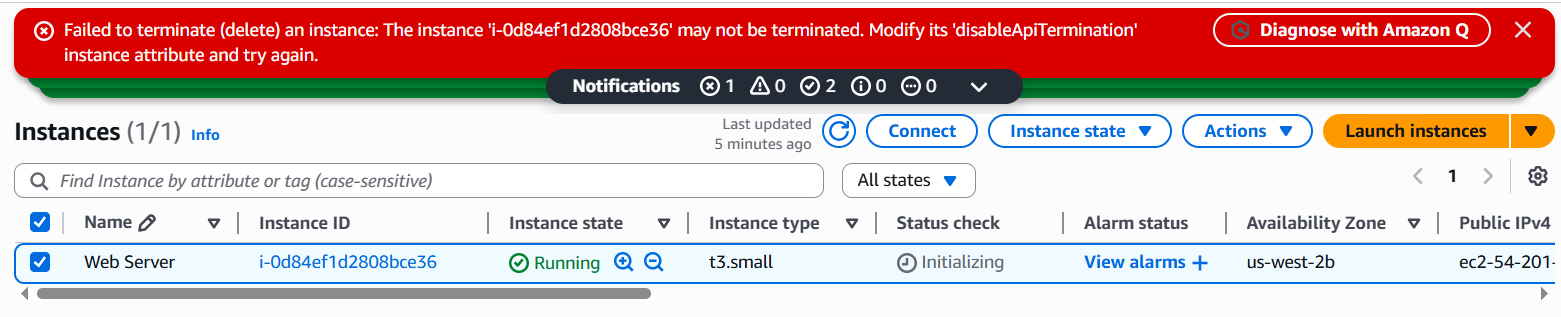 Failed to terminate (delete) an instance: The instance 'i-0d84ef1d2808bce36' may not be terminated. Modify its 'disableApiTermination'
instance attribute and try again.
Diagnose with Amazon Q
Notifications 1 0 2 0 0
Instances (1/1) Info
Last updated
5 minutes ago
Connect
Instance state
Actions
Launch instances
Find Instance by attribute or tag (case-sensitive)
All states
1
Name Instance ID Instance state Instance type Status check Alarm status Availability Zone Public IPv4
Web Server i-0d84ef1d2808bce36 Running t3.small Initializing View alarms + us-west-2b ec2-54-201-